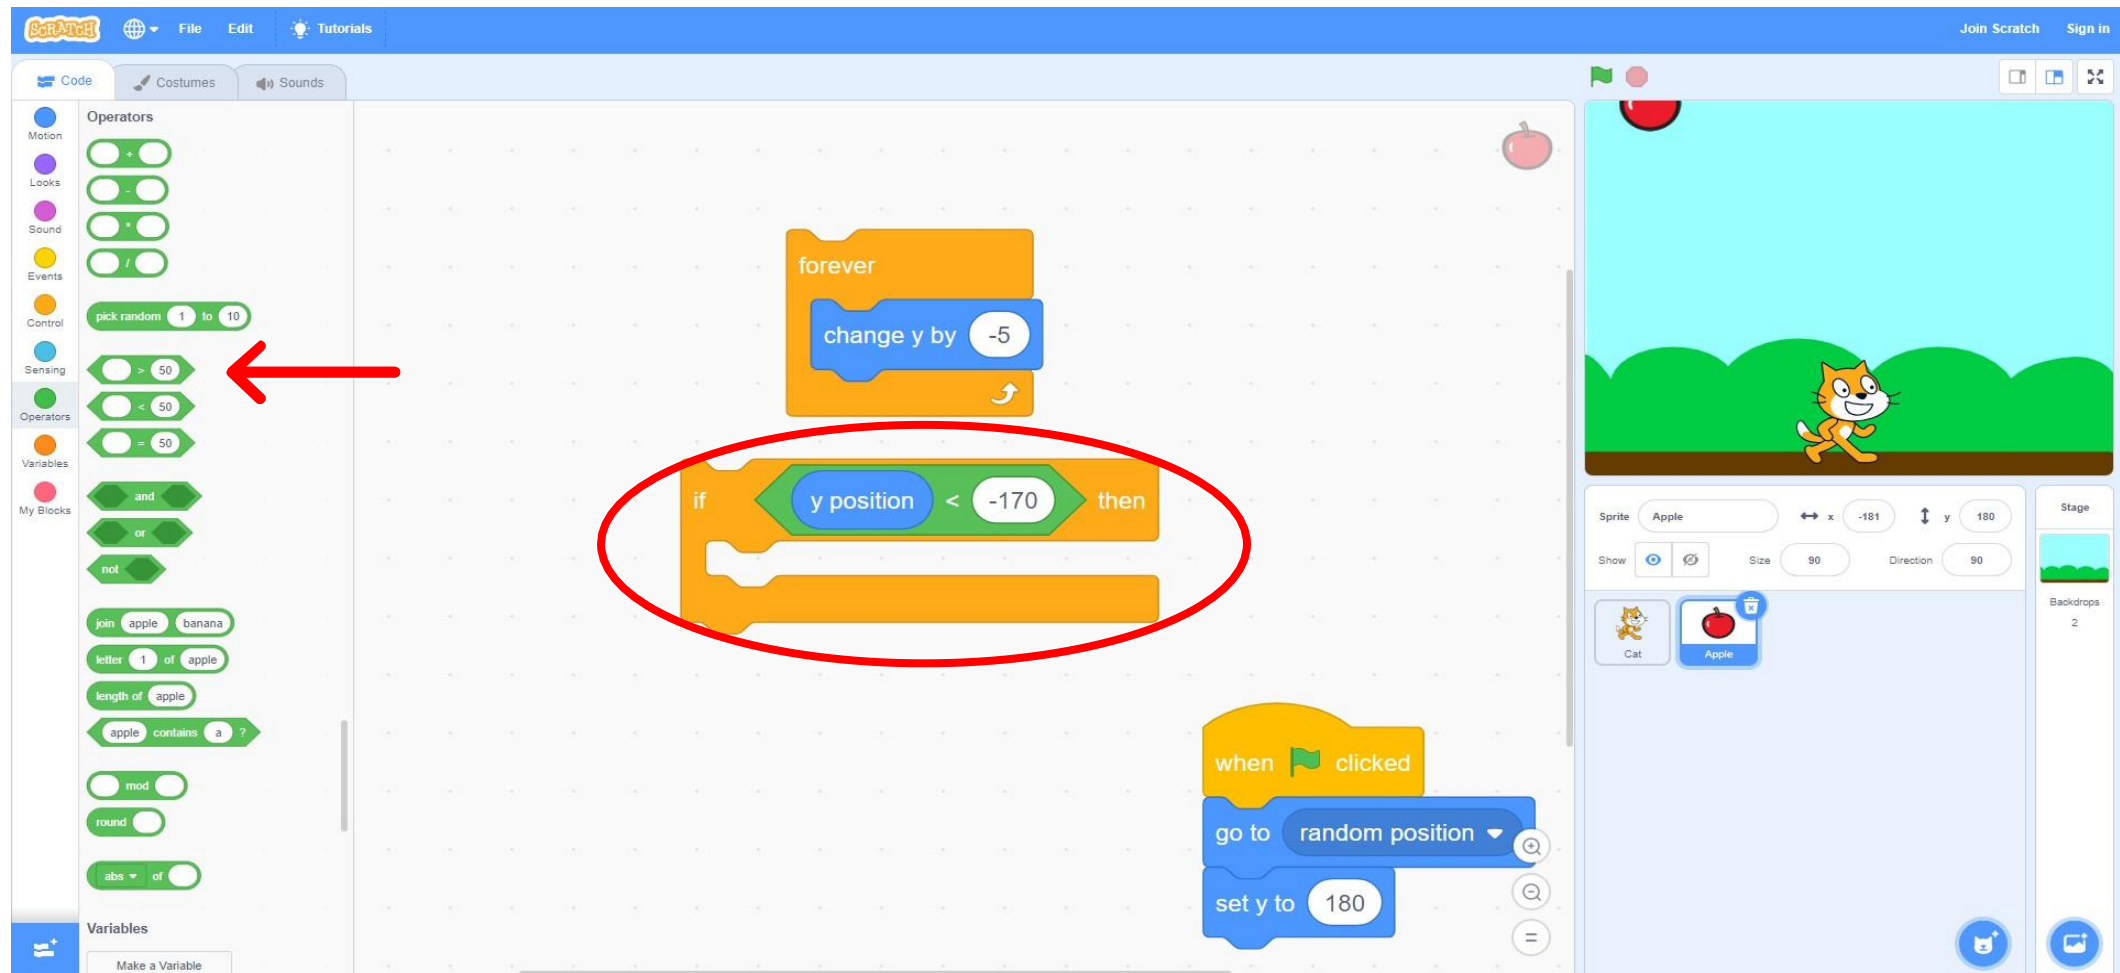 SCRATCH File Edit Tutorials Join Scratch Sign in
Code Costumes Sounds
Motion
Looks
Sound
Events
Control
Sensing
Operators
Variables
My Blocks
Operators
+
-
*
/
pick random 1 to 10
> 50
< 50
= 50
and
or
not
join apple banana
letter 1 of apple
length of apple
apple contains a ?
mod
round
abs of
Variables
Make a Variable
forever
change y by -5
if y position < -170 then
when clicked
go to random position
set y to 180
Sprite Apple x -181 y 180
Show Size 90 Direction 90
Cat
Apple
Stage
Backdrops
2